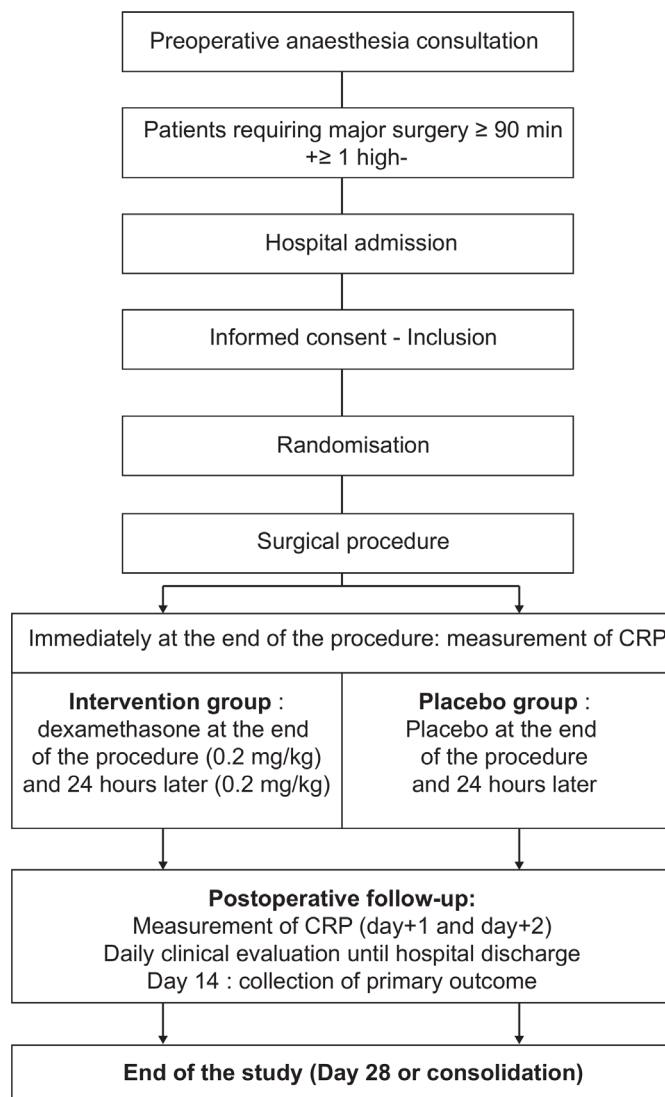 Preoperative anaesthesia consultation
Patients requiring major surgery ≥ 90 min
+≥ 1 high-
Hospital admission
Informed consent - Inclusion
Randomisation
Surgical procedure
Immediately at the end of the procedure: measurement of CRP
Intervention group :
dexamethasone at the end
of the procedure (0.2 mg/kg)
and 24 hours later (0.2 mg/kg)
Placebo group :
Placebo at the end
of the procedure
and 24 hours later
Postoperative follow-up:
Measurement of CRP (day+1 and day+2)
Daily clinical evaluation until hospital discharge
Day 14 : collection of primary outcome
End of the study (Day 28 or consolidation)